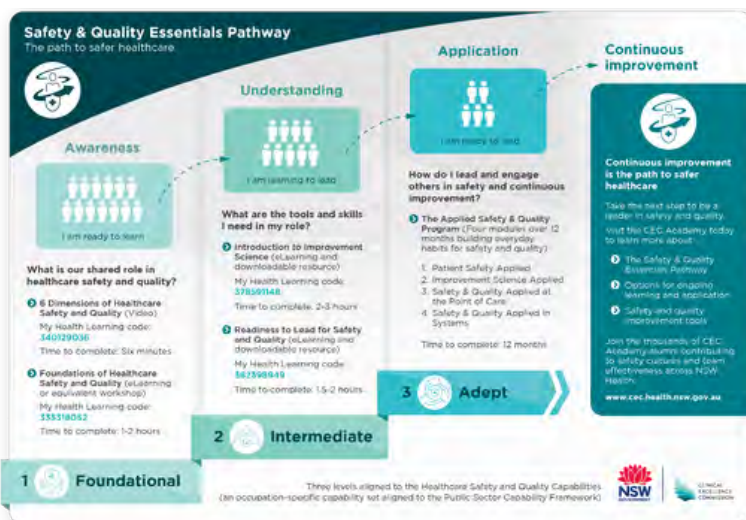 Safety & Quality Essentials Pathway
The path to safer healthcare
Awareness
I am ready to learn
What is our shared role in
healthcare safety and quality?
6 Dimensions of Healthcare
Safety and Quality (Video)
My Health Learning code:
340129036
Time to complete: Six minutes
Foundations of Healthcare
Safety and Quality (eLearning
or equivalent workshop)
My Health Learning code:
Time to complete: 1-2 hours
1 Foundational
Understanding
I am learning to lead
What are the tools and skills
I need in my role?
Introduction to Improvement
Science (eLearning and
downloadable resource)
My Health Learning code:
378591148
Time to complete: 2-3 hours
Readiness to Lead for Safety
and Quality (eLearning and
downloadable resource)
My Health Learning code:
Time to complete: 1.5-2 hours
2 Intermediate
Application
I am ready to lead
How do I lead and engage
others in safety and continuous
improvement?
The Applied Safety & Quality
Program (Four modules over 12
months building everyday
habits for safety and quality)
1. Patient Safety Applied
2. Improvement Science Applied
3. Safety & Quality Applied at
the Point of Care
4. Safety & Quality Applied in
Systems
Time to complete: 12 months
3 Adept
Continuous
improvement
Continuous improvement
is the path to safer
healthcare
Take the next step to be a
leader in safety and quality.
Visit the CEC Academy today
to learn more about:
The Safety & Quality
Essentials Pathway
Options for ongoing
learning and application
Safety and quality
improvement tools
Join the thousands of CEC
Academy alumni contributing
to safety cultures and team
effectiveness across NSW
Health.
www.cec.health.nsw.gov.au
Three levels aligned to the Healthcare Safety and Quality Capabilities
(an occupation-specific capability set aligned to the Public Sector Capability Framework)
NSW
GOVERNMENT
CLINICAL
EXCELLENCE
COMMISSION